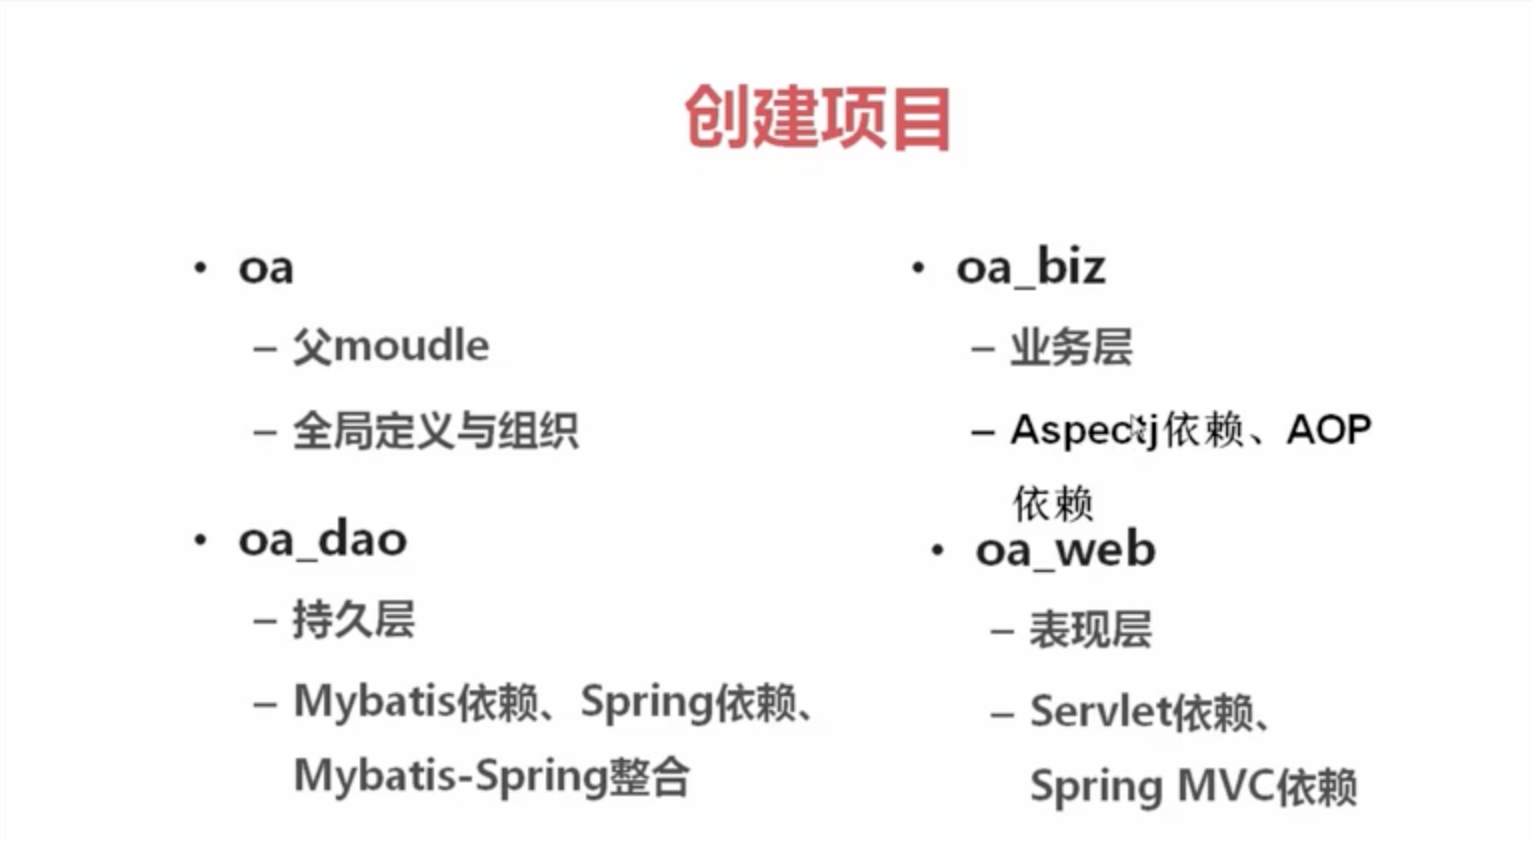 创建项目
• oa
– 父moudle
– 全局定义与组织
• oa_dao
– 持久层
– Mybatis依赖、Spring依赖、
Mybatis-Spring整合
• oa_biz
– 业务层
– Aspectj依赖、AOP
依赖
• oa_web
– 表现层
– Servlet依赖、
Spring MVC依赖